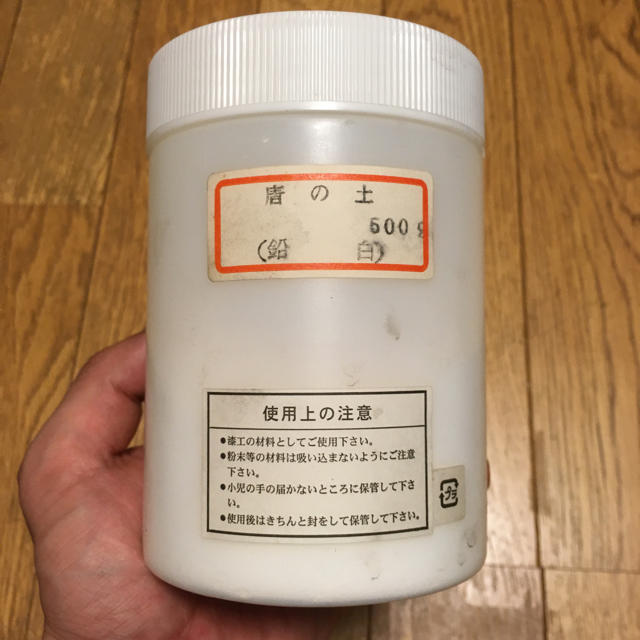 唐の土
500g
(鉛 白)
使用上の注意
●漆工の材料としてご使用下さい。
●粉末等の材料は吸い込まないようにご注意
下さい。
●小児の手の届かないところに保管して下さ
い。
●使用後はきちんと封をして保管して下さい。
プラ